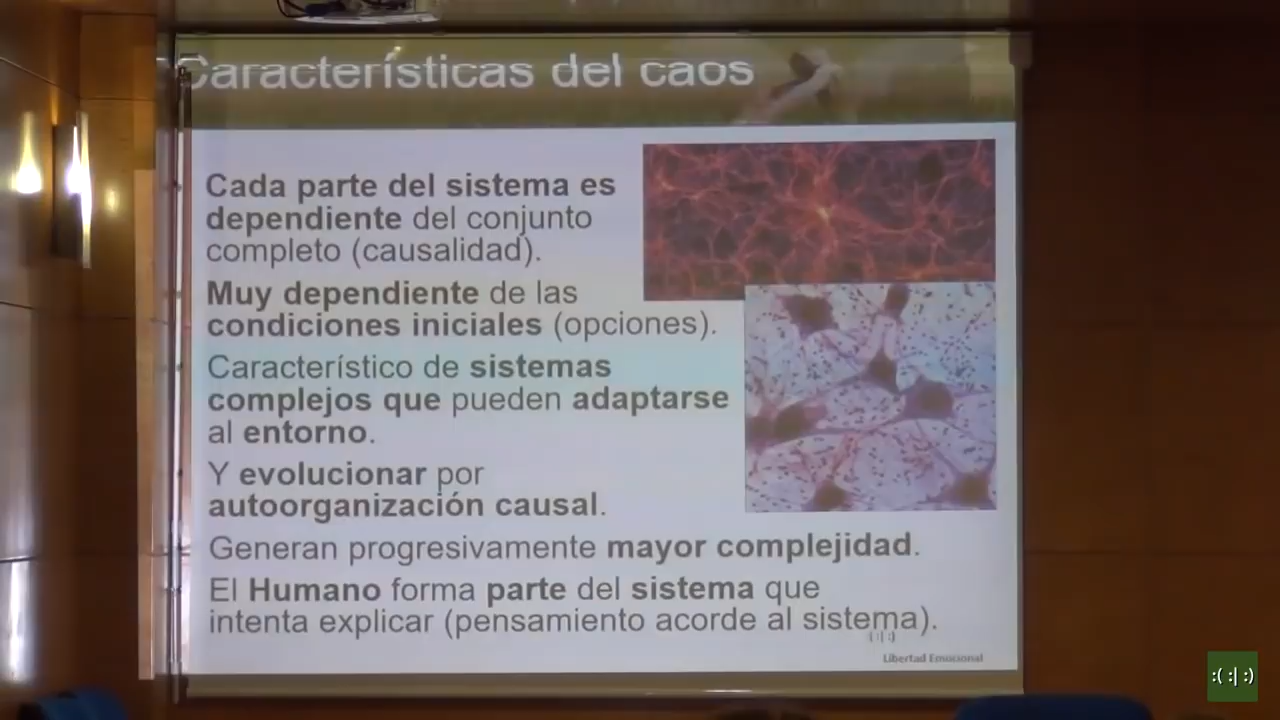 Características del caos
Cada parte del sistema es
dependiente del conjunto
completo (causalidad).
Muy dependiente de las
condiciones iniciales (opciones).
Característico de sistemas
complejos que pueden adaptarse
al entorno.
Y evolucionar por
autoorganización causal.
Generan progresivamente mayor complejidad.
El Humano forma parte del sistema que
intenta explicar (pensamiento acorde al sistema).
:(:|:)
Libertad Emocional
:( :| :)